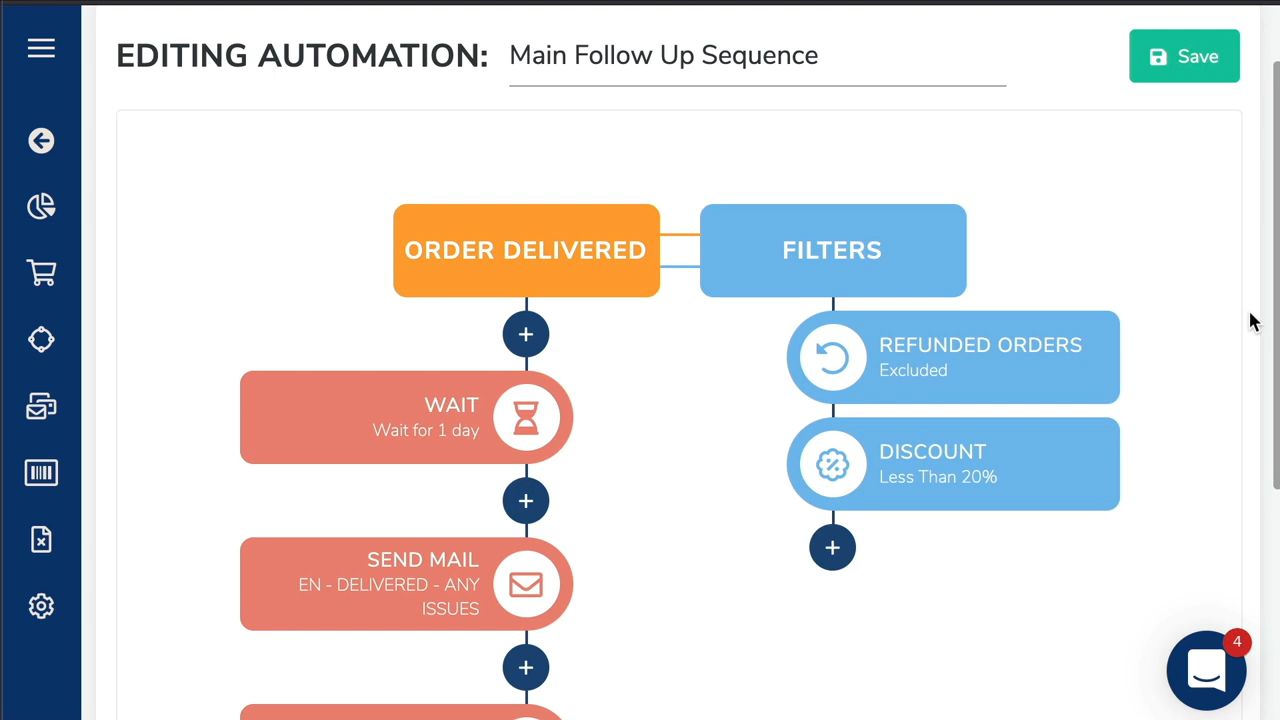 EDITING AUTOMATION: Main Follow Up Sequence
Save
ORDER DELIVERED
FILTERS
REFUNDED ORDERS
Excluded
WAIT
Wait for 1 day
DISCOUNT
Less Than 20%
SEND MAIL
EN - DELIVERED - ANY
ISSUES
4